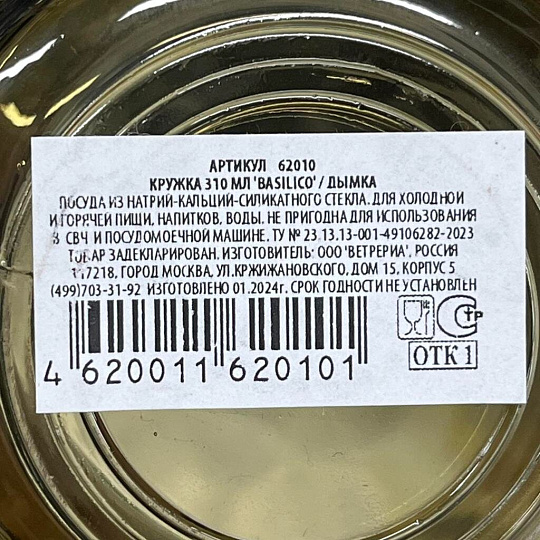 АРТИКУЛ 62010
КРУЖКА 310 МЛ 'BASILICO' / ДЫМКА
ПОСУДА ИЗ НАТРИЙ-КАЛЬЦИЙ-СИЛИКАТНОГО СТЕКЛА. ДЛЯ ХОЛОДНОЙ
И ГОРЯЧЕЙ ПИЩИ, НАПИТКОВ, ВОДЫ. НЕ ПРИГОДНА ДЛЯ ИСПОЛЬЗОВАНИЯ
В СВЧ И ПОСУДОМОЕЧНОЙ МАШИНЕ. ТУ № 23.13.13-001-49106282-2023
ТОВАР ЗАДЕКЛАРИРОВАН. ИЗГОТОВИТЕЛЬ: ООО 'ВЕТРЕРИА', РОССИЯ
117218, ГОРОД МОСКВА, УЛ.КРЖИЖАНОВСКОГО, ДОМ 15, КОРПУС 5
(499)703-31-92 ИЗГОТОВЛЕНО 01.2024г. СРОК ГОДНОСТИ НЕ УСТАНОВЛЕН
СТР
ОТК 1
4 620011 620101